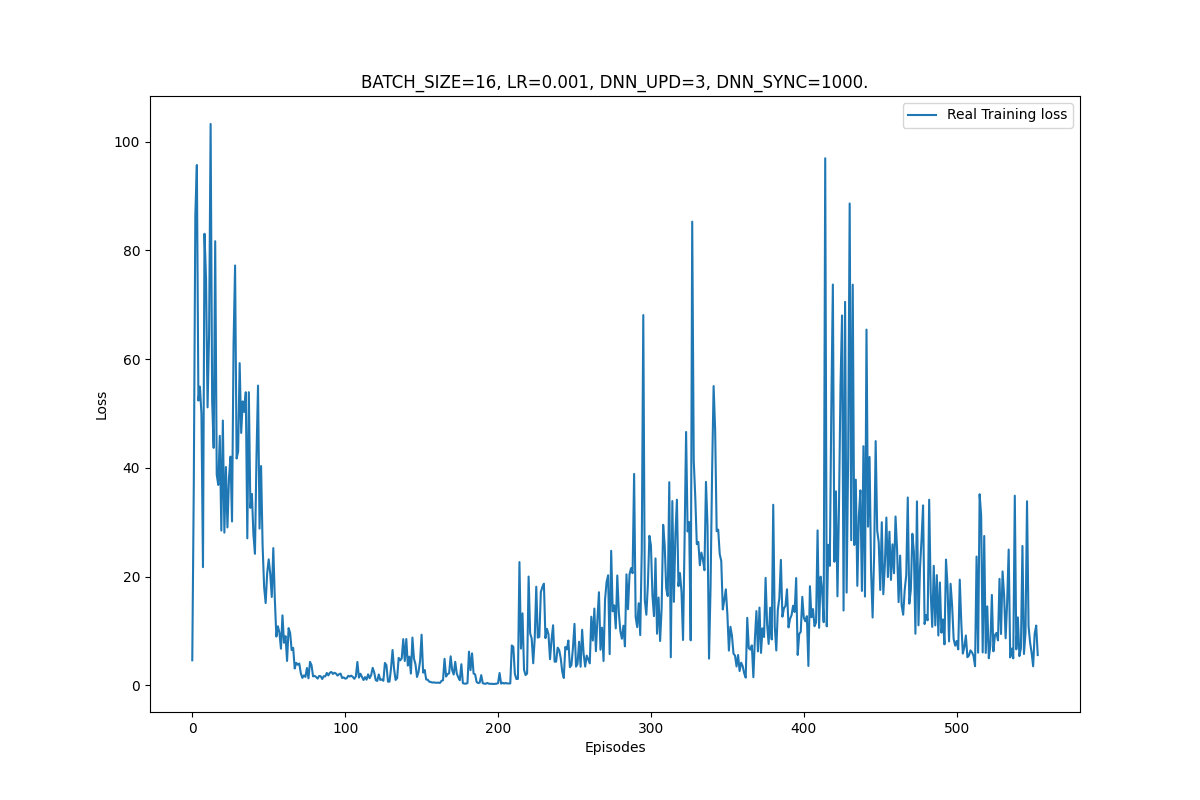 BATCH_SIZE=16, LR=0.001, DNN_UPD=3, DNN_SYNC=1000.
Real Training loss
100
80
60
40
20
0
Loss
0 100 200 300 400 500
Episodes